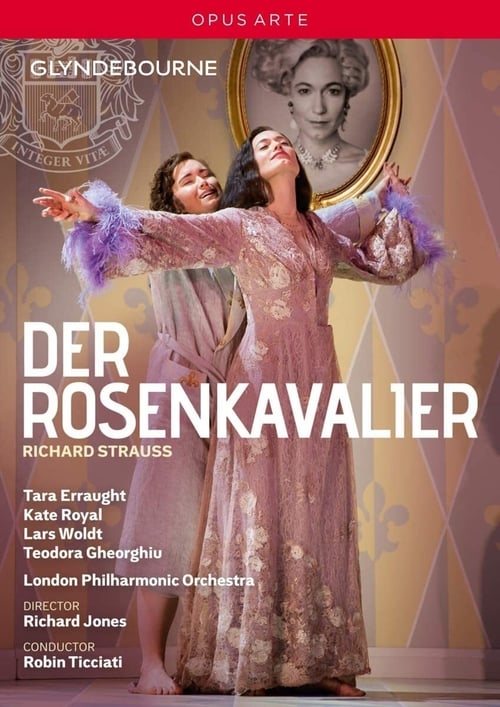 OPUS ARTE
GLYNDEBOURNE
INTEGER VITÆ
DER
ROSENKAVALIER
RICHARD STRAUSS
Tara Erraught
Kate Royal
Lars Woldt
Teodora Gheorghiu
London Philharmonic Orchestra
DIRECTOR
Richard Jones
CONDUCTOR
Robin Ticciati